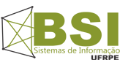 BSI
Sistemas de Informação
UFRPE